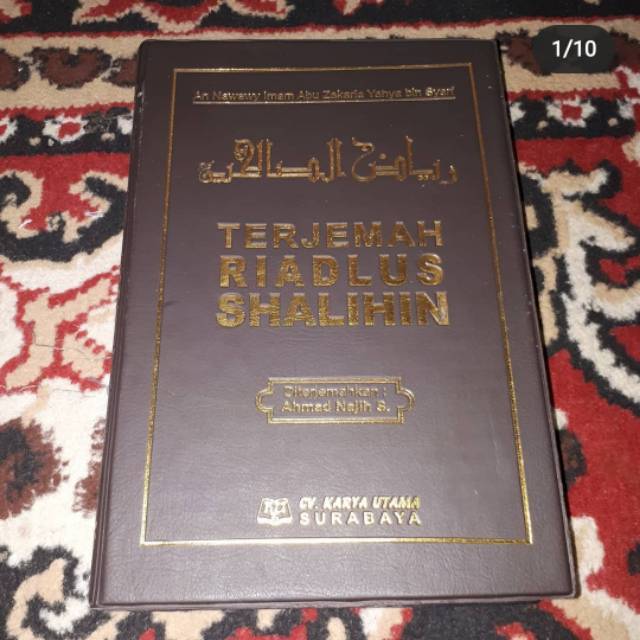 1/10
An Nawawy Imam Abu Zakaria Yahya bin Syarf
رياض الصالحين
TERJEMAH
RIADLUS
SHALIHIN
Diterjemahkan :
Ahmad Najih S.
CV. KARYA UTAMA
SURABAYA